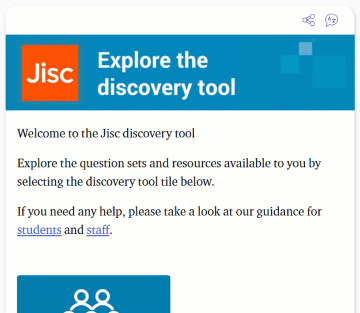 Jisc
Explore the
discovery tool
Welcome to the Jisc discovery tool
Explore the question sets and resources available to you by
selecting the discovery tool tile below.
If you need any help, please take a look at our guidance for
students and staff.